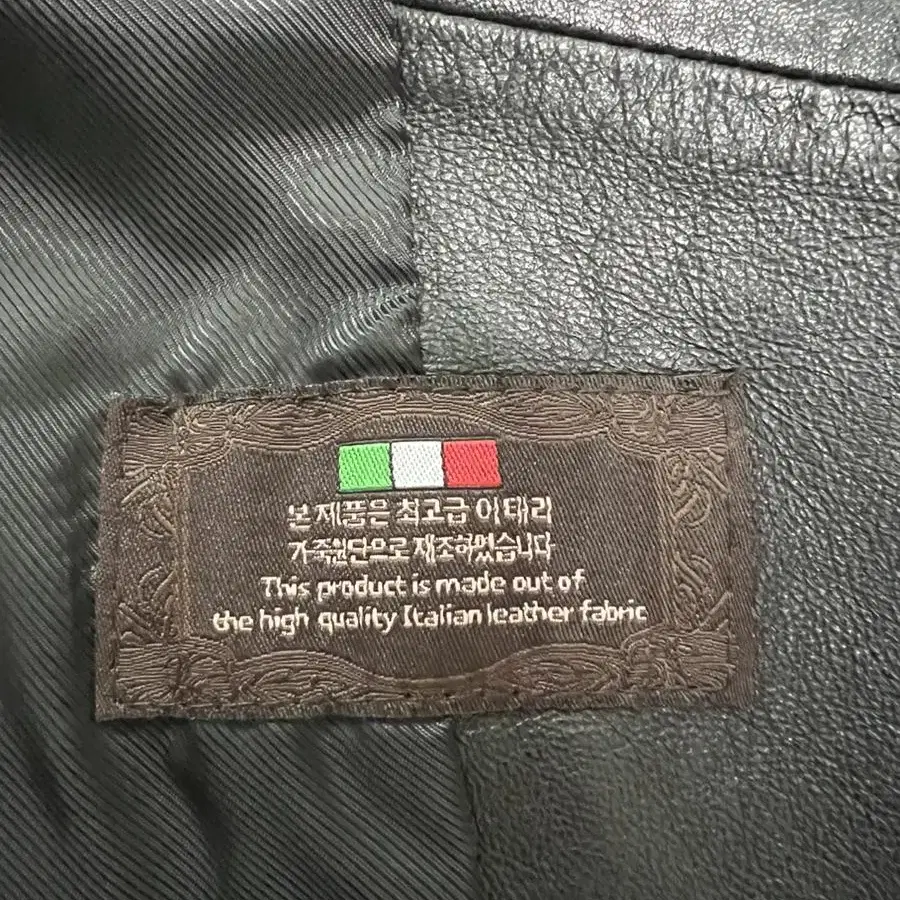 본 제품은 최고급 이태리
가죽원단으로 재조하였습니다
This product is made out of
the high quality Italian leather fabric